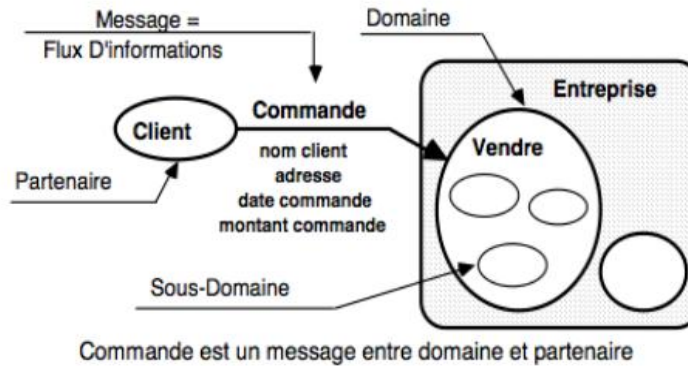 Message =
Flux D'informations
Domaine
Entreprise
Commande
Client
nom client
adresse
date commande
montant commande
Vendre
Partenaire
Sous-Domaine
Commande est un message entre domaine et partenaire